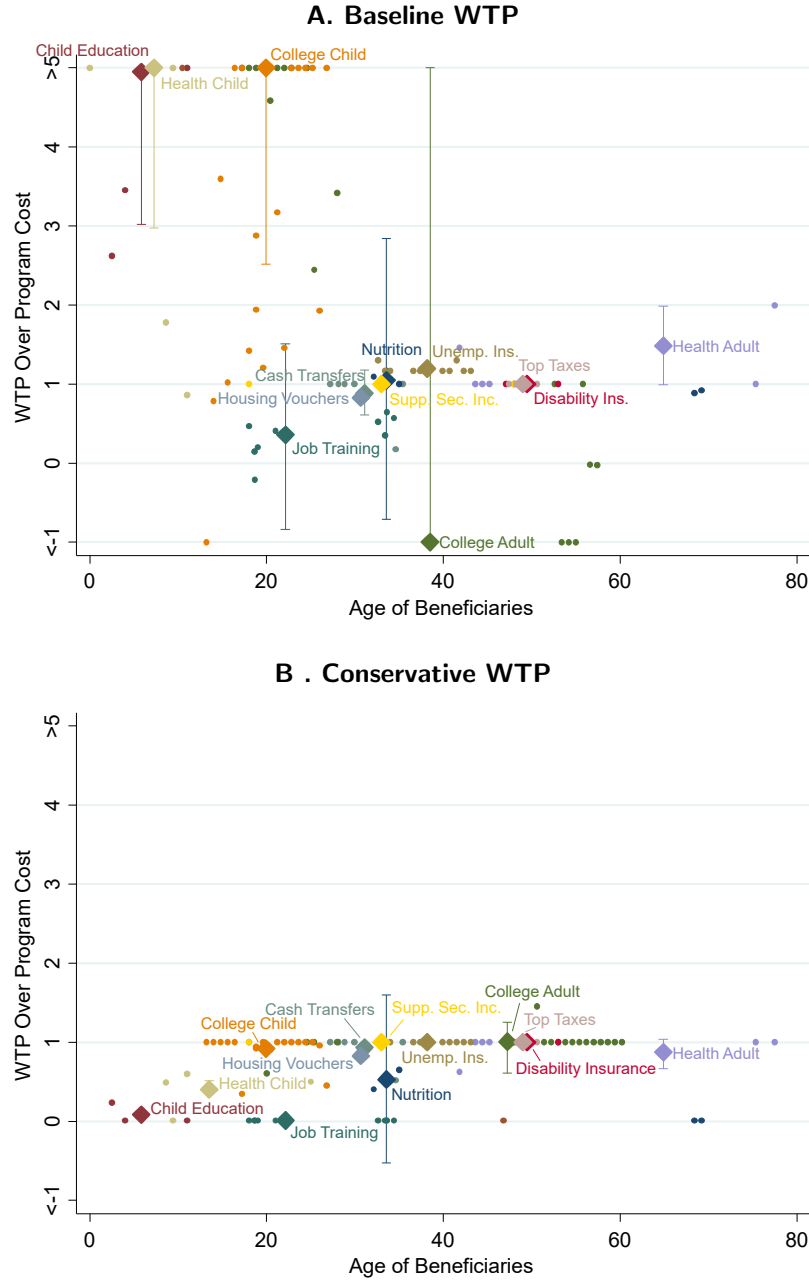 A. Baseline WTP
Child Education
College Child
Health Child
>5
4
3
2
1
0
<-1
WTP Over Program Cost
Nutrition
Unemp. Ins.
Health Adult
Cash Transfers
Top Taxes
Housing Vouchers
Supp. Sec. Inc.
Disability Ins.
Job Training
College Adult
0 20 40 60 80
Age of Beneficiaries
B . Conservative WTP
>5
4
3
2
1
0
<-1
WTP Over Program Cost
College Adult
Cash Transfers
Supp. Sec. Inc.
College Child
Top Taxes
Housing Vouchers
Unemp. Ins.
Health Adult
Disability Insurance
Health Child
Nutrition
Child Education
Job Training
0 20 40 60 80
Age of Beneficiaries